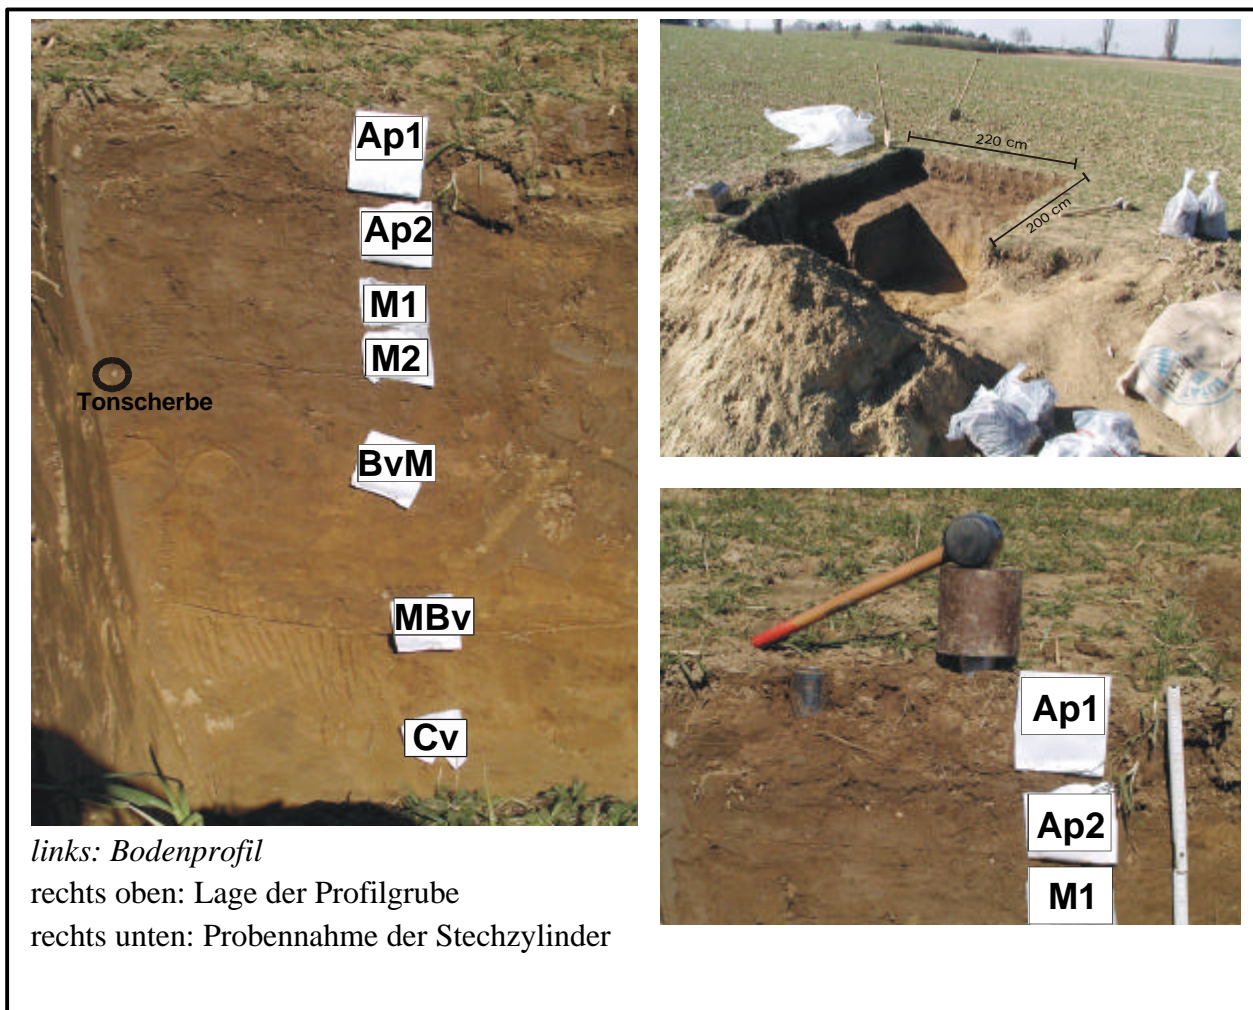 Ap1
Ap2
M1
M2
Tonscherbe
BvM
MBv
Cv
links: Bodenprofil
rechts oben: Lage der Profilgrube
rechts unten: Probennahme der Stechzylinder
220 cm
200 cm
Ap1
Ap2
M1